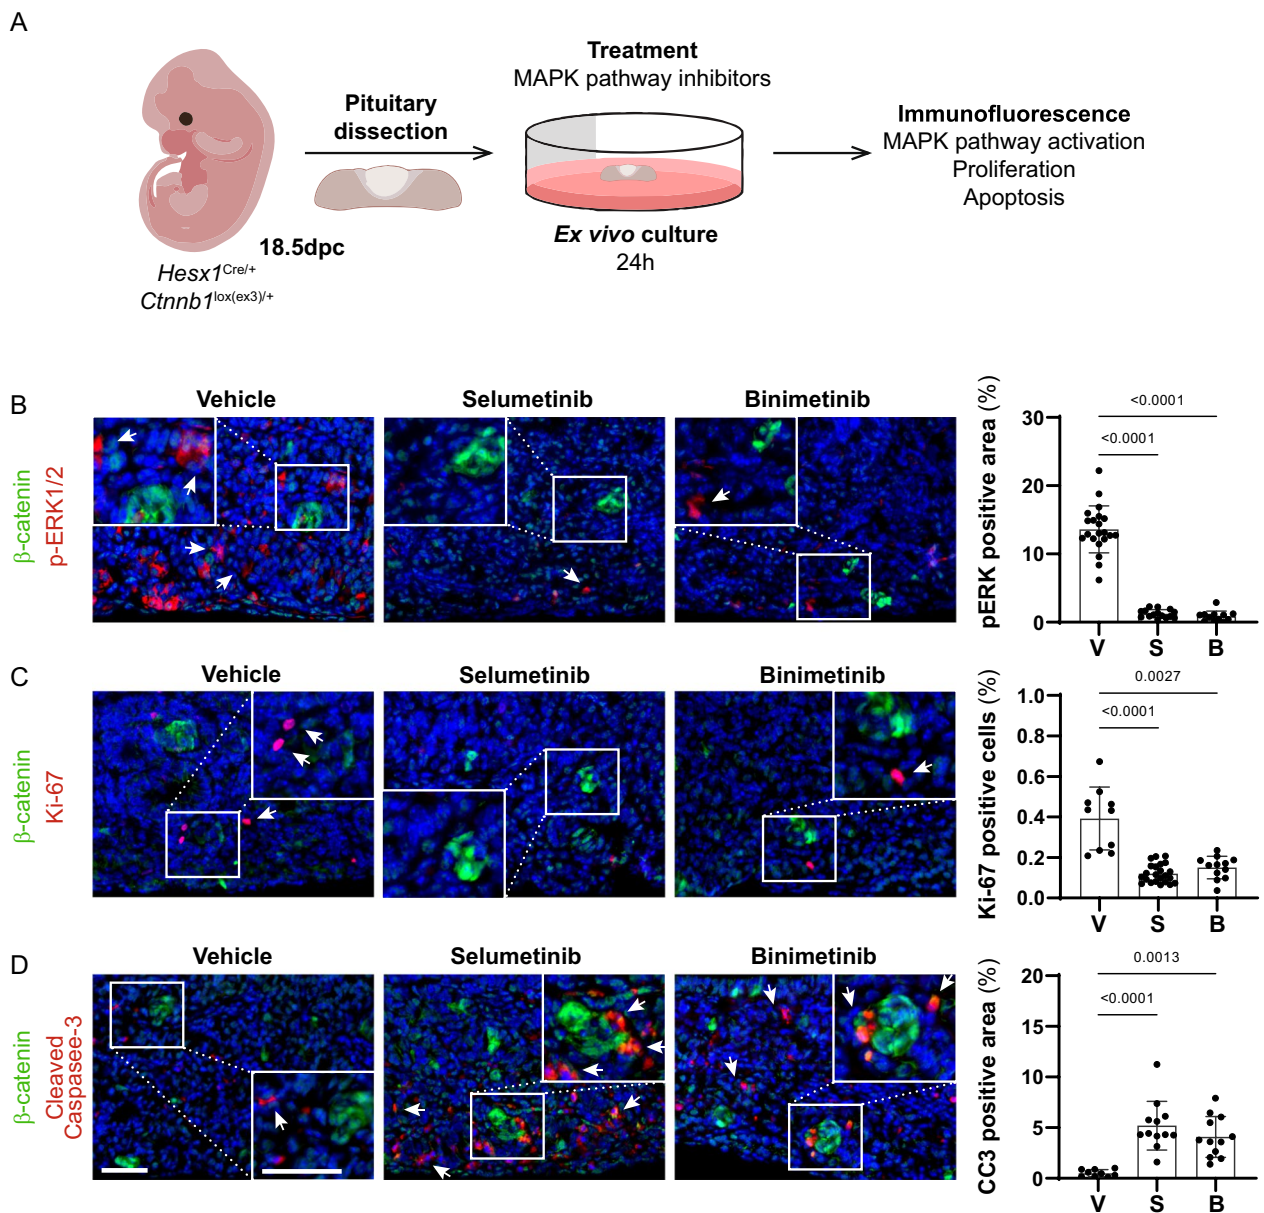 A
Treatment
MAPK pathway inhibitors
Pituitary
dissection
Immunofluorescence
MAPK pathway activation
Proliferation
Apoptosis
18.5dpc
Ex vivo culture
24h
Hesx1Cre/+
Ctnnb1lox(ex3)/+
B
Vehicle
Selumetinib
Binimetinib
β-catenin
p-ERK1/2
pERK positive area (%)
30
20
10
0
<0.0001
<0.0001
V
S
B
C
Vehicle
Selumetinib
Binimetinib
β-catenin
Ki-67
Ki-67 positive cells (%)
1.0
0.8
0.6
0.4
0.2
0.0
0.0027
<0.0001
V
S
B
D
Vehicle
Selumetinib
Binimetinib
β-catenin
Cleaved
Caspasee-3
CC3 positive area (%)
20
15
10
5
0
0.0013
<0.0001
V
S
B